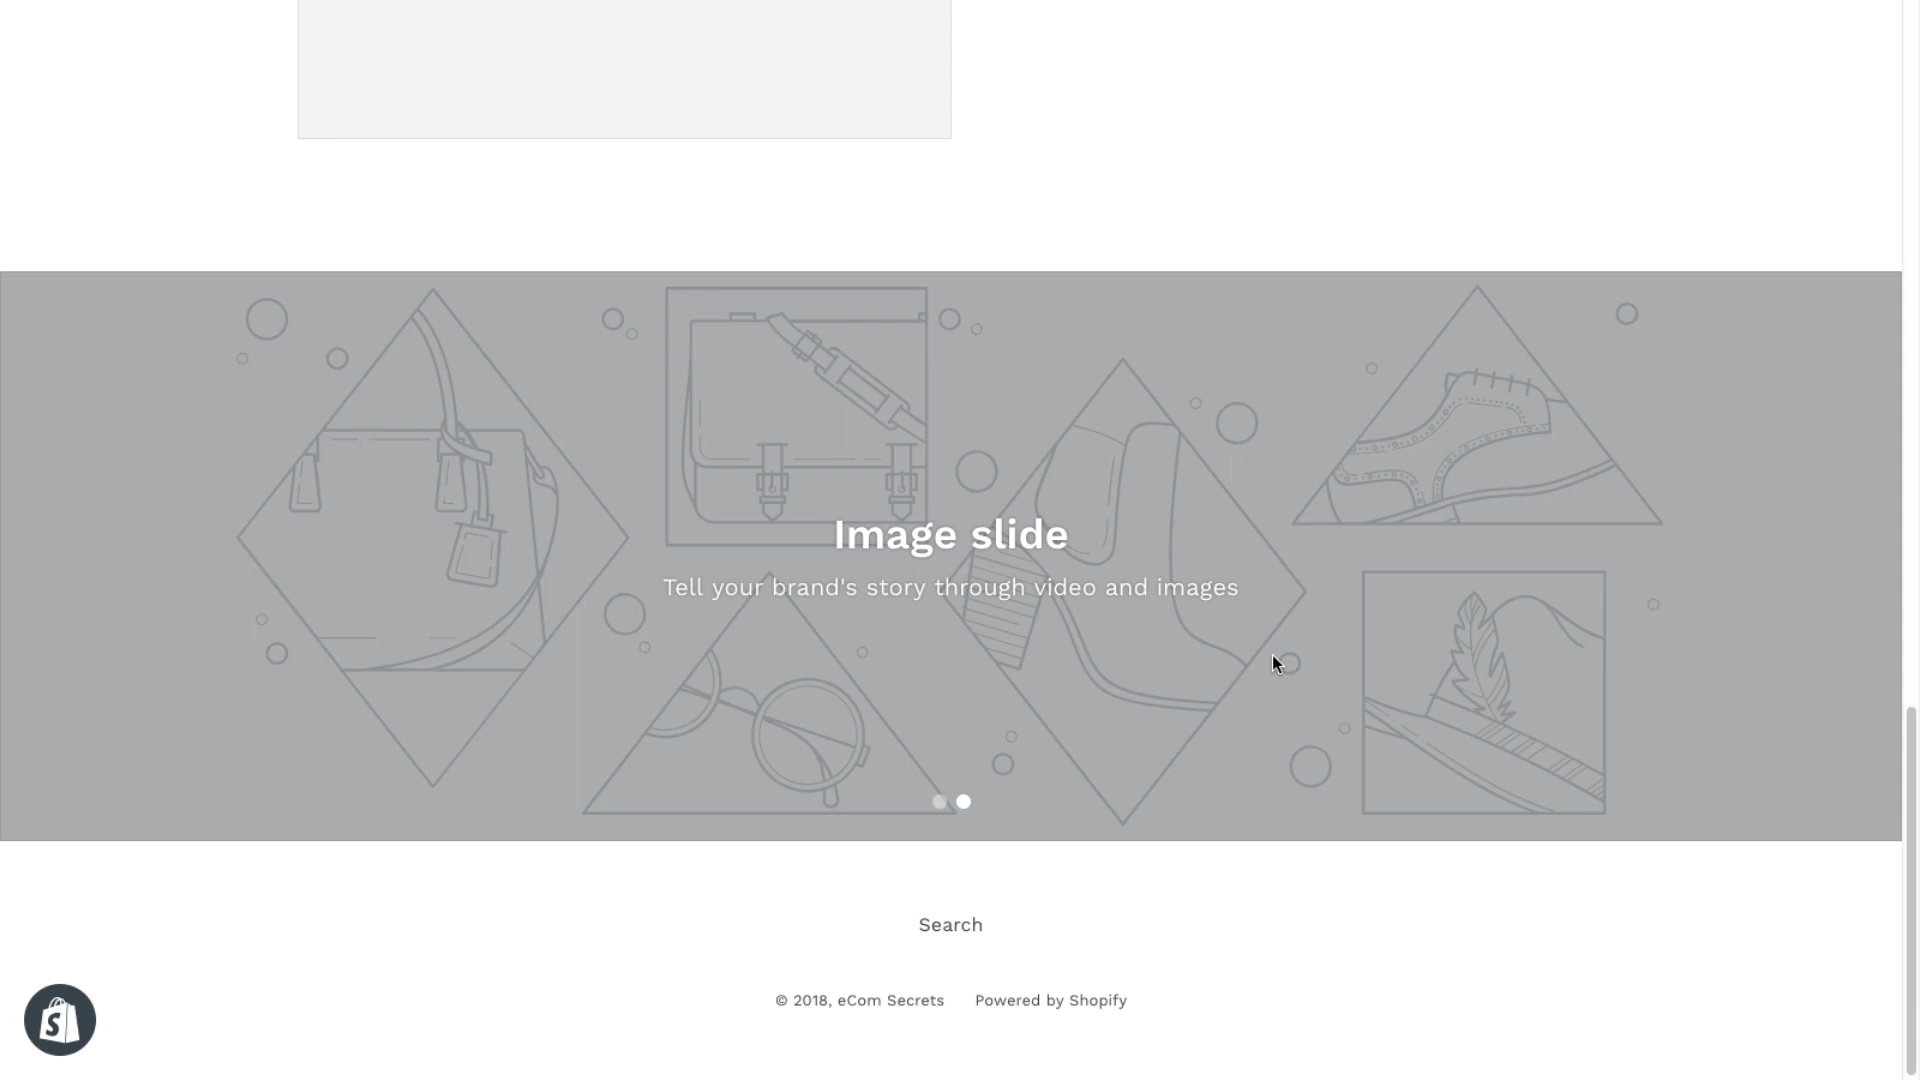 Image slide
Tell your brand's story through video and images
Search
© 2018, eCom Secrets Powered by Shopify